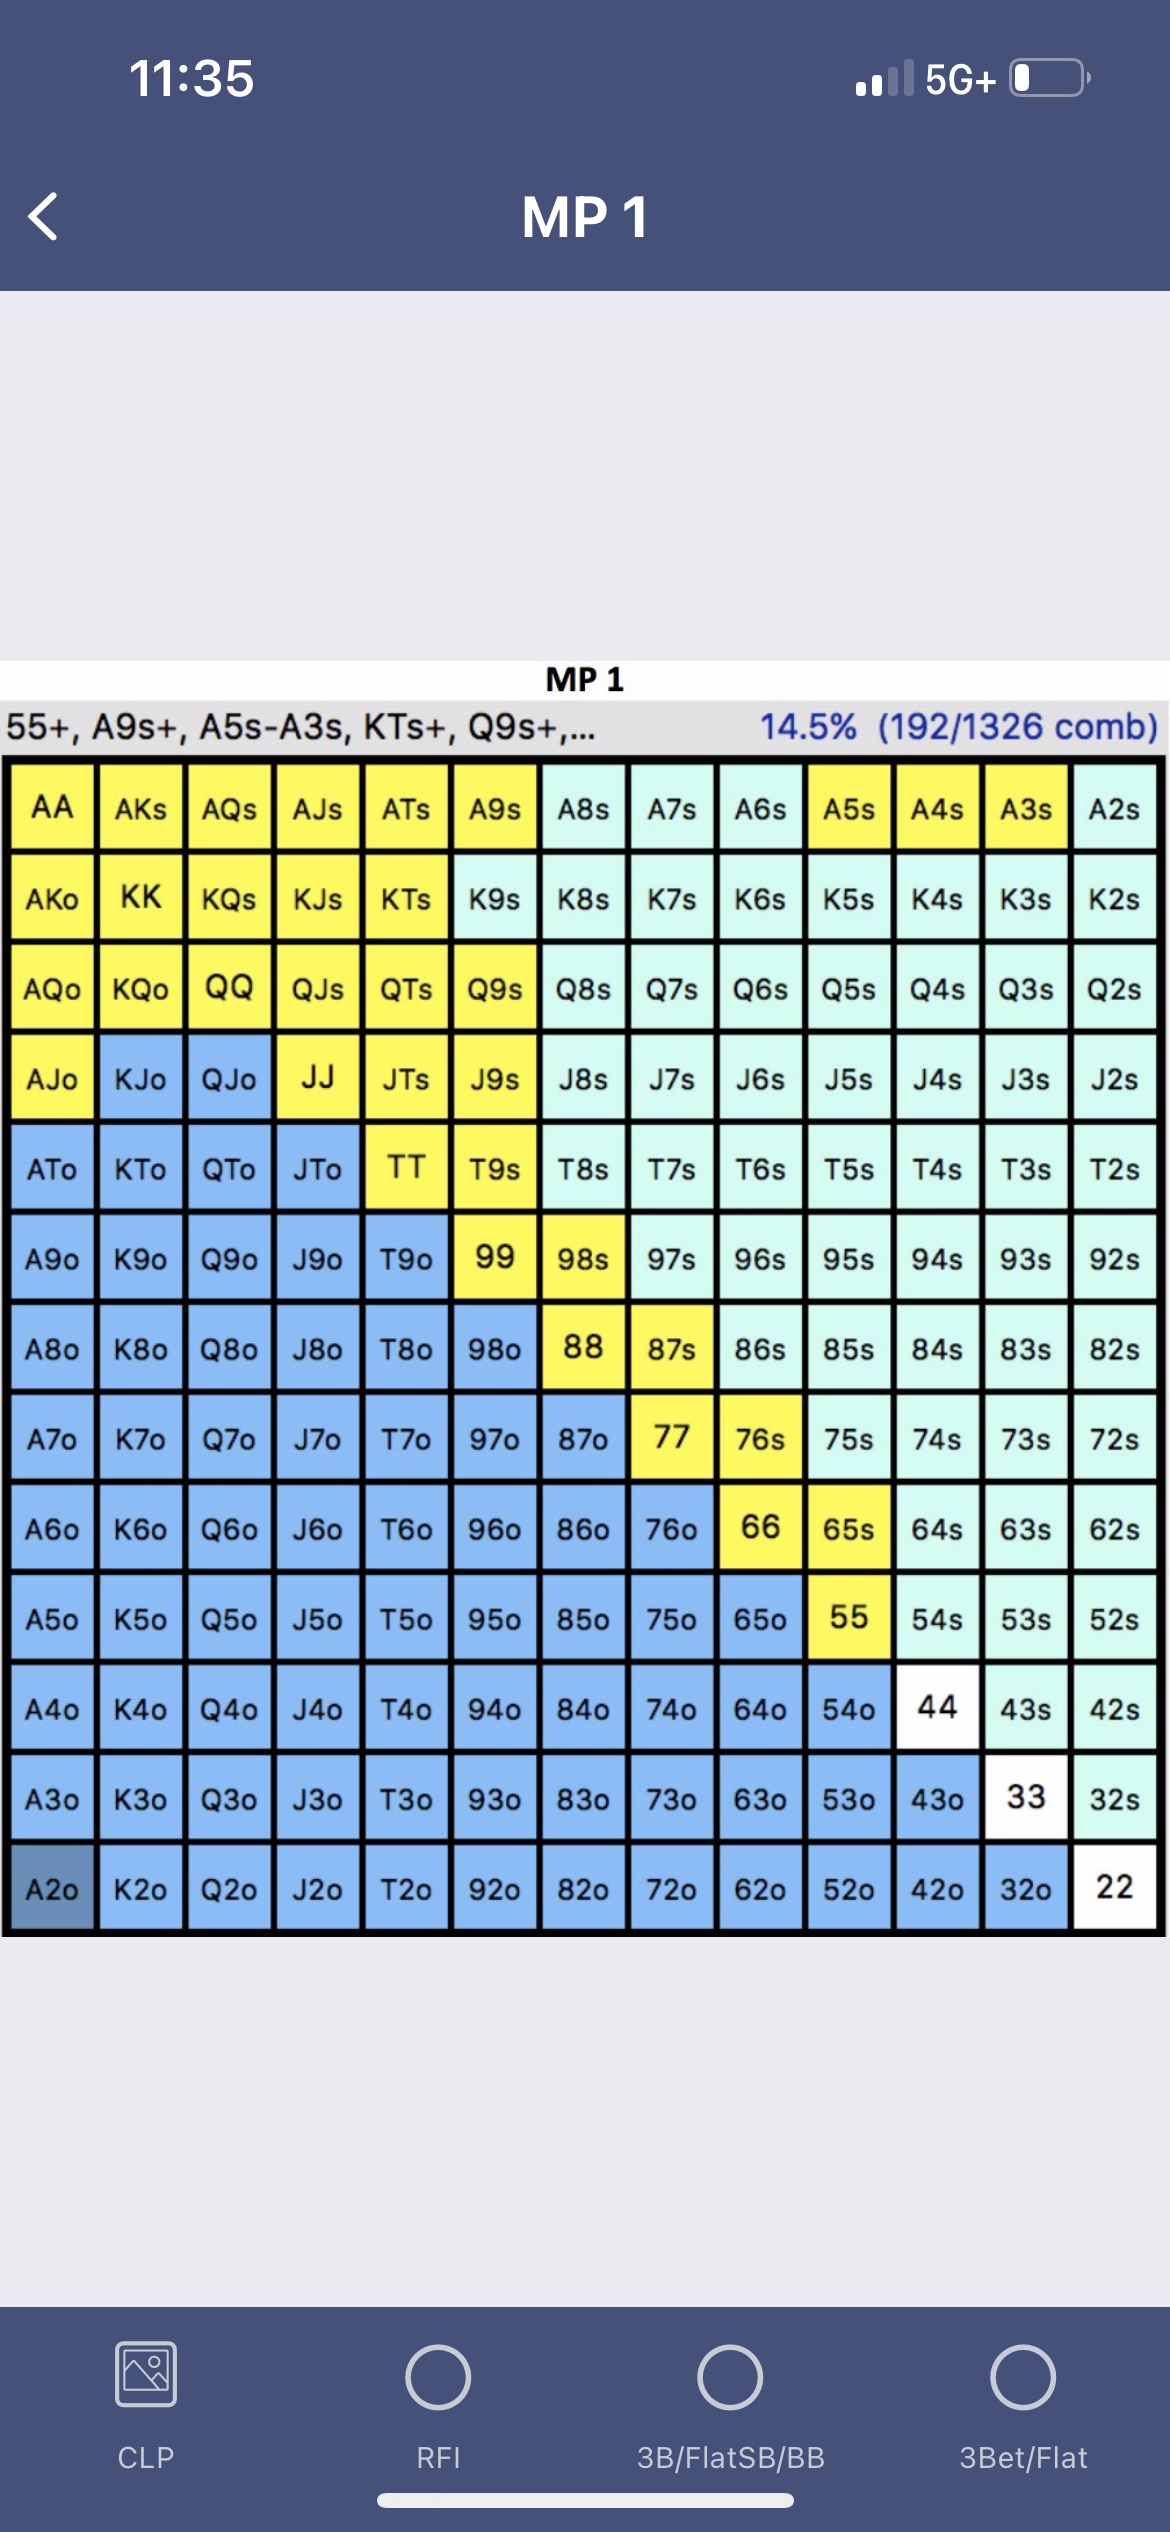 11:35 5G+
MP 1
MP 1
55+, A9s+, A5s-A3s, KTs+, Q9s+,... 14.5% (192/1326 comb)
AA AKs AQs AJs ATs A9s A8s A7s A6s A5s A4s A3s A2s
AKo KK KQs KJs KTs K9s K8s K7s K6s K5s K4s K3s K2s
AQo KQo QQ QJs QTs Q9s Q8s Q7s Q6s Q5s Q4s Q3s Q2s
AJo KJo QJo JJ JTs J9s J8s J7s J6s J5s J4s J3s J2s
ATo KTo QTo JTo TT T9s T8s T7s T6s T5s T4s T3s T2s
A9o K9o Q9o J9o T9o 99 98s 97s 96s 95s 94s 93s 92s
A8o K8o Q8o J8o T8o 98o 88 87s 86s 85s 84s 83s 82s
A7o K7o Q7o J7o T7o 97o 87o 77 76s 75s 74s 73s 72s
A6o K6o Q6o J6o T6o 96o 86o 76o 66 65s 64s 63s 62s
A5o K5o Q5o J5o T5o 95o 85o 75o 65o 55 54s 53s 52s
A4o K4o Q4o J4o T4o 94o 84o 74o 64o 54o 44 43s 42s
A3o K3o Q3o J3o T3o 93o 83o 73o 63o 53o 43o 33 32s
A2o K2o Q2o J2o T2o 92o 82o 72o 62o 52o 42o 32o 22
CLP RFI 3B/FlatSB/BB 3Bet/Flat